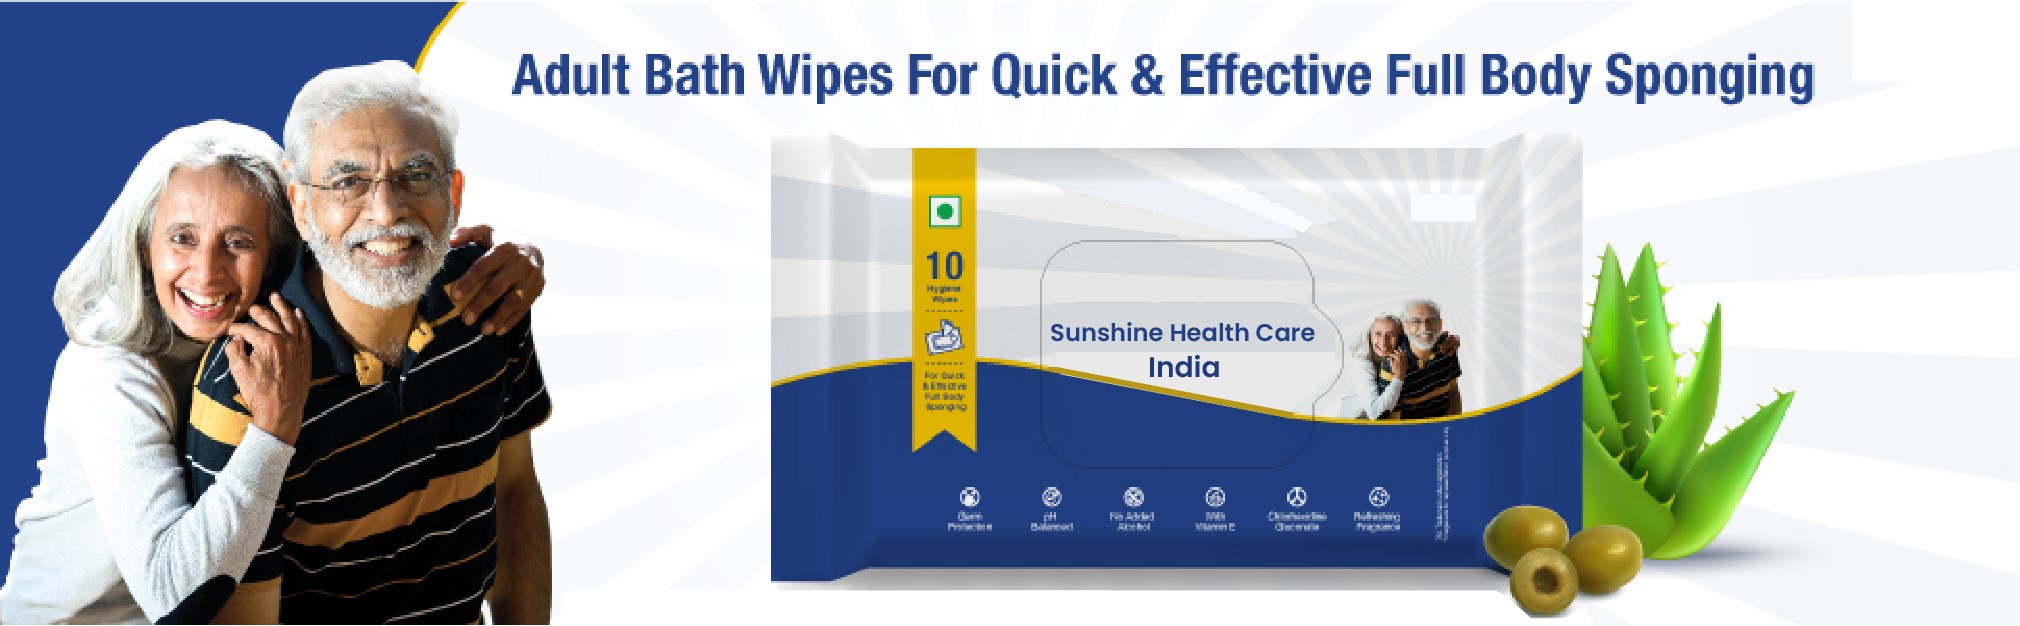 Adult Bath Wipes For Quick & Effective Full Body Sponging
10
Hygiene
Wipes
For Quick
& Effective
Full Body
Sponging
Sunshine Health Care
India
Germ
Protection
pH
Balanced
No Added
Alcohol
With
Vitamin E
Chlorhexidine
Gluconate
Refreshing
Fragrance